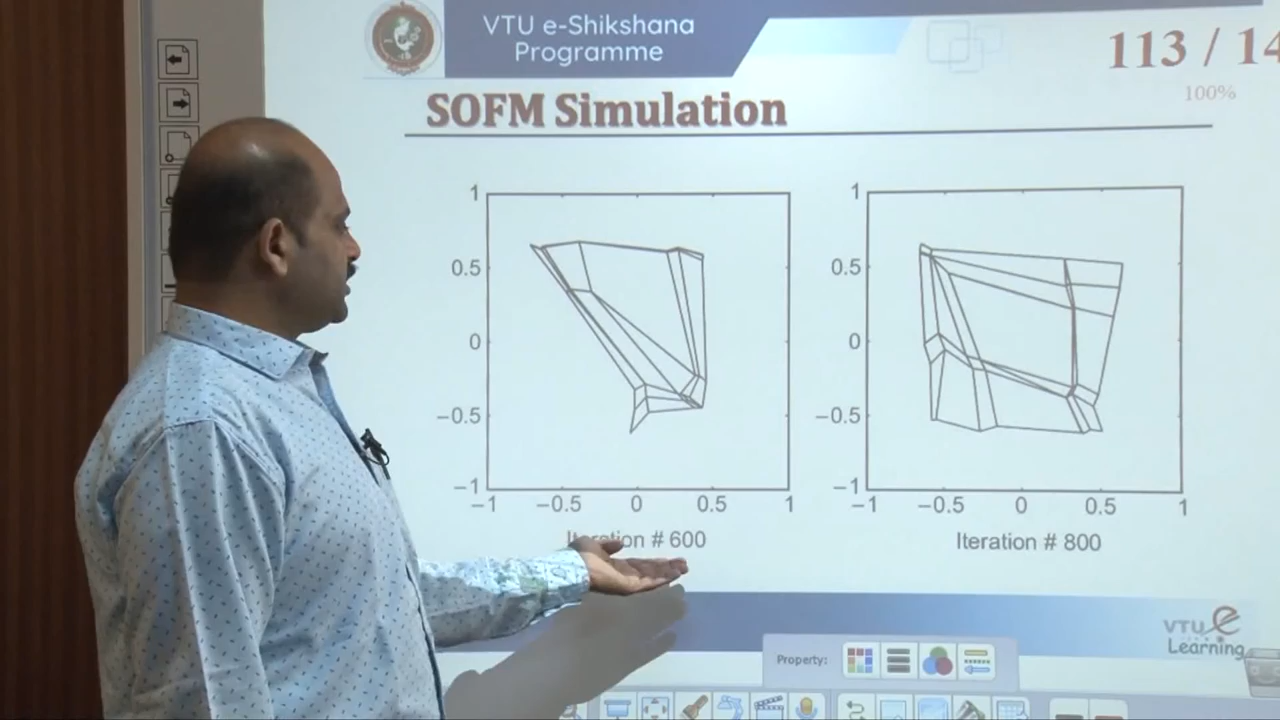 VTU e-Shikshana
Programme
113 / 14
100%
SOFM Simulation
1
0.5
0
−0.5
−1
−1 −0.5 0 0.5 1
Iteration # 600
1
0.5
0
−0.5
−1
−1 −0.5 0 0.5 1
Iteration # 800
VTU e
Learning
Property: